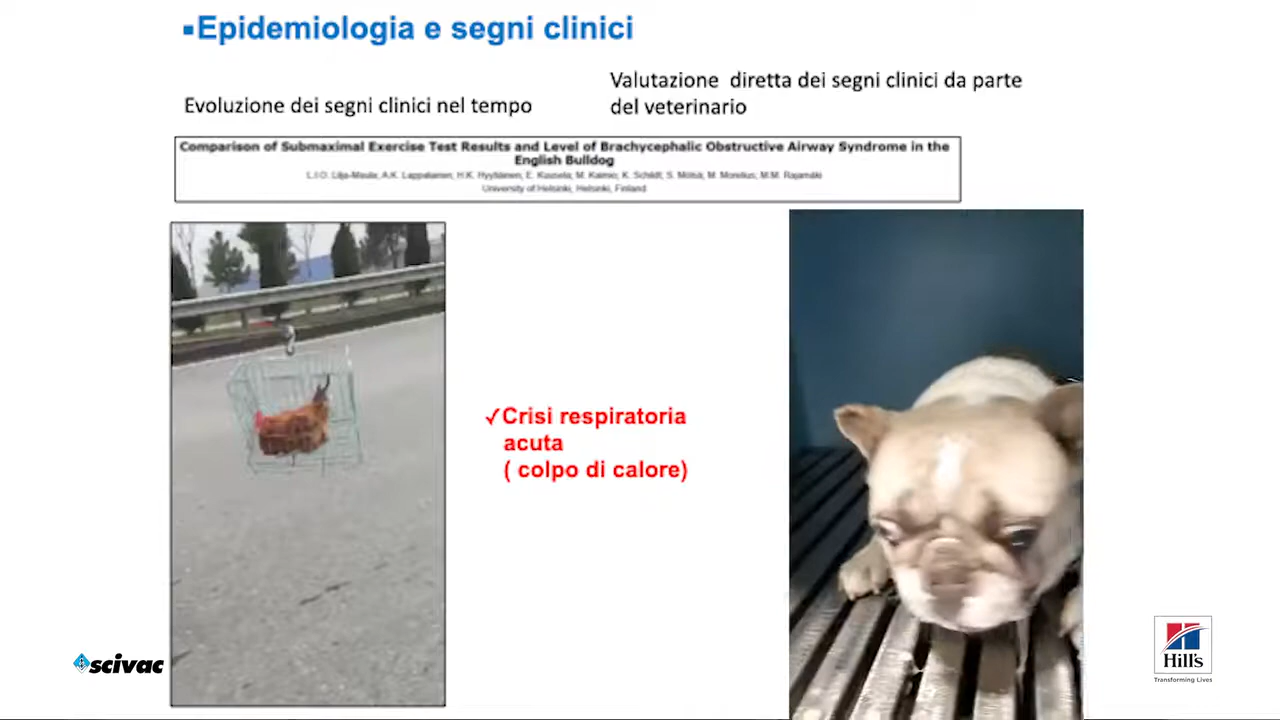 ▪Epidemiologia e segni clinici
Valutazione diretta dei segni clinici da parte
del veterinario
Evoluzione dei segni clinici nel tempo
Comparison of Submaximal Exercise Test Results and Level of Brachycephalic Obstructive Airway Syndrome in the
English Bulldog
L.I.O. Lilja-Maula, A.K. Lappalainen, H.K. Hyytiäinen, E. Kuusela, M. Kaimio, K. Schildt, S. Mölsä, M. Morelius, M.M. Rajamäki
University of Helsinki, Helsinki, Finland
✓Crisi respiratoria
acuta
( colpo di calore)
scivac
Hill's
Transforming Lives